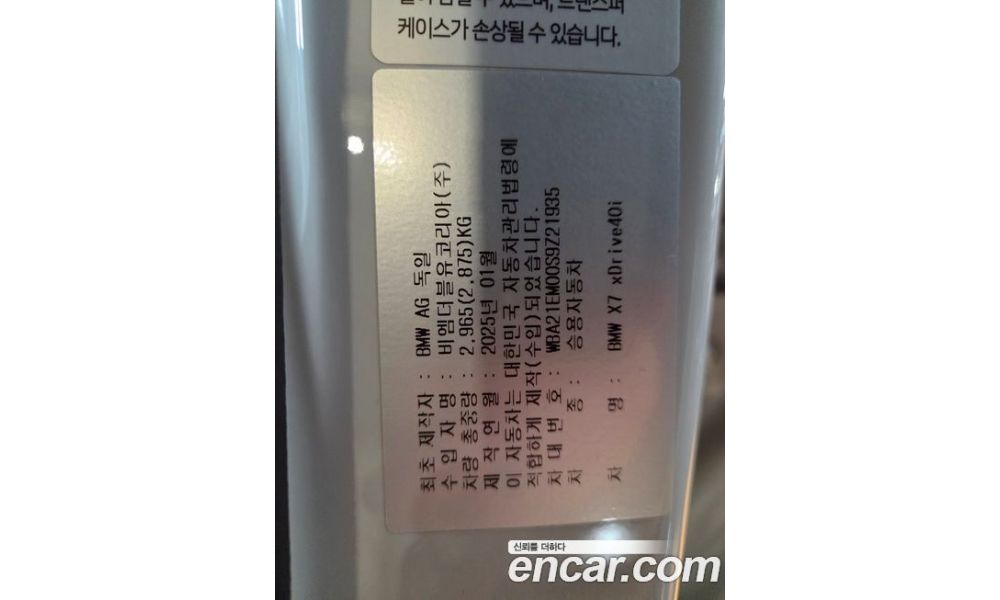 케이스가 손상될 수 있습니다.
최초 제작자 : BMW AG 독일
수 입 자 명 : 비엠더블유코리아(주)
차량 총중량 : 2,965(2,875)KG
제 작 연 월 : 2025년 01월
이 자동차는 대한민국 자동차관리법령에
적합하게 제작(수입)되었습니다.
차 대 번 호 : WBA21EM00S9Z21935
차 종 : 승용자동차
차 명 : BMW X7 xDrive40i
신뢰를 더하다
encar.com